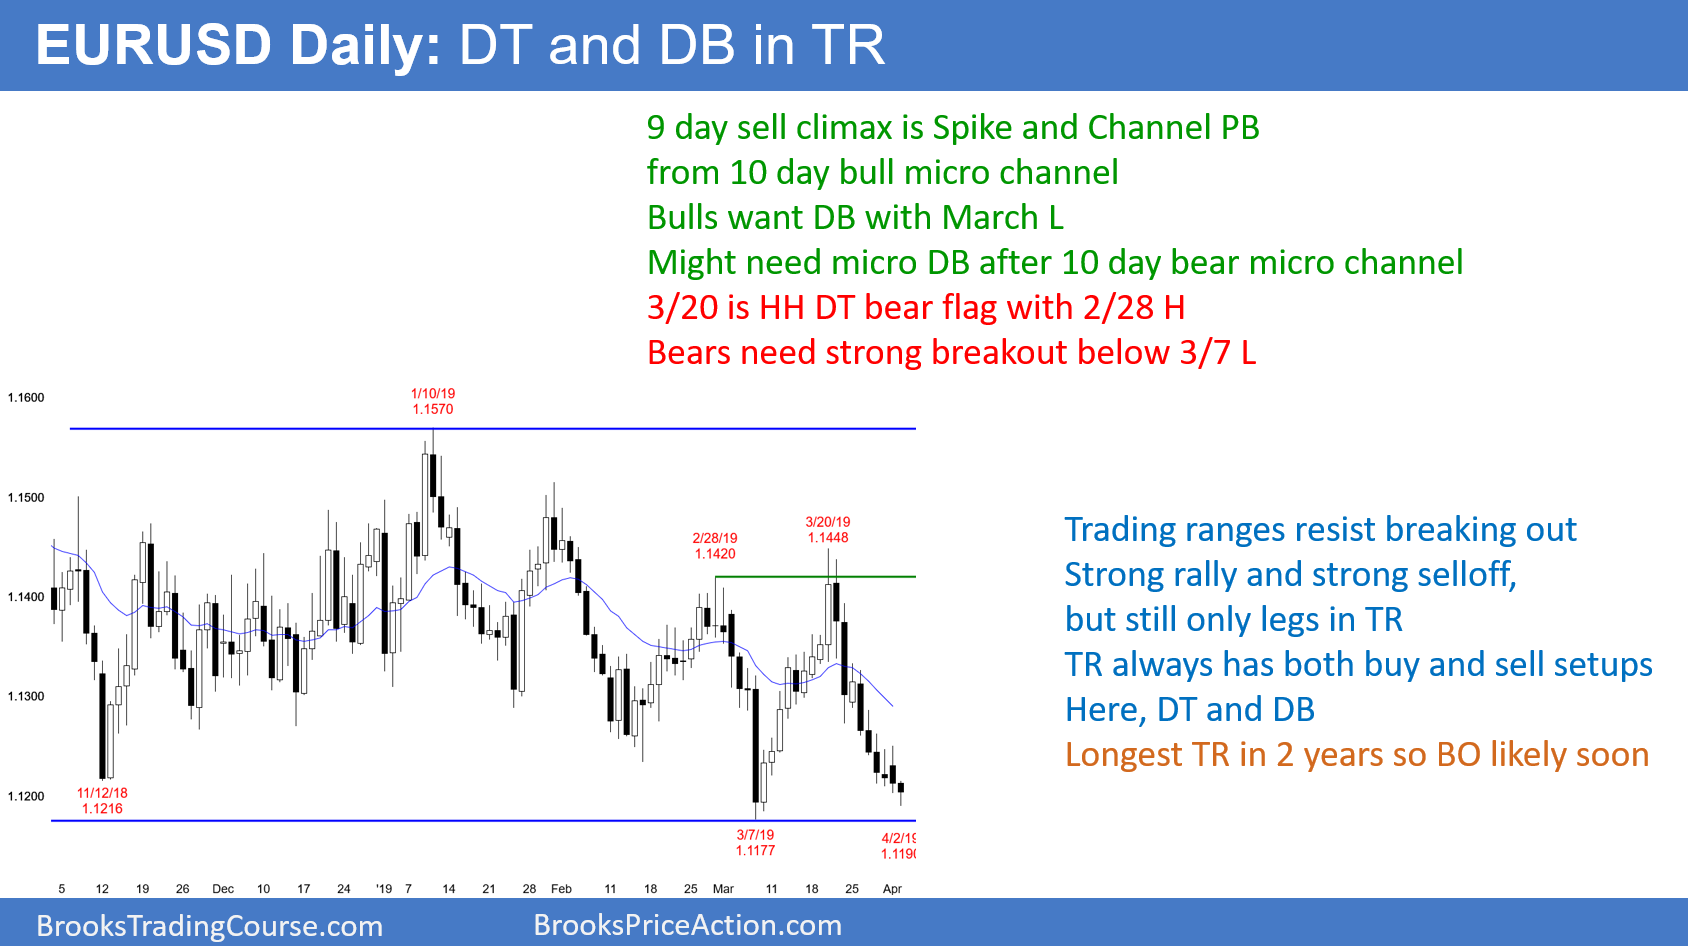 EURUSD Daily: DT and DB in TR
9 day sell climax is Spike and Channel PB
from 10 day bull micro channel
Bulls want DB with March L
Might need micro DB after 10 day bear micro channel
3/20 is HH DT bear flag with 2/28 H
Bears need strong breakout below 3/7 L
1.1600
1/10/19
1.1570
1.1500
3/20/19
1.1448
2/28/19
1.1420
1.1400
1.1300
1.1200
11/12/18
1.1216
3/7/19
1.1177
4/2/19
1.1190
Trading ranges resist breaking out
Strong rally and strong selloff,
but still only legs in TR
TR always has both buy and sell setups
Here, DT and DB
Longest TR in 2 years so BO likely soon
5 12 19 26 Dec 10 17 24 '19 7 14 21 28 Feb 11 18 25 Mar 11 18 25 Apr
BrooksTradingCourse.com BrooksPriceAction.com